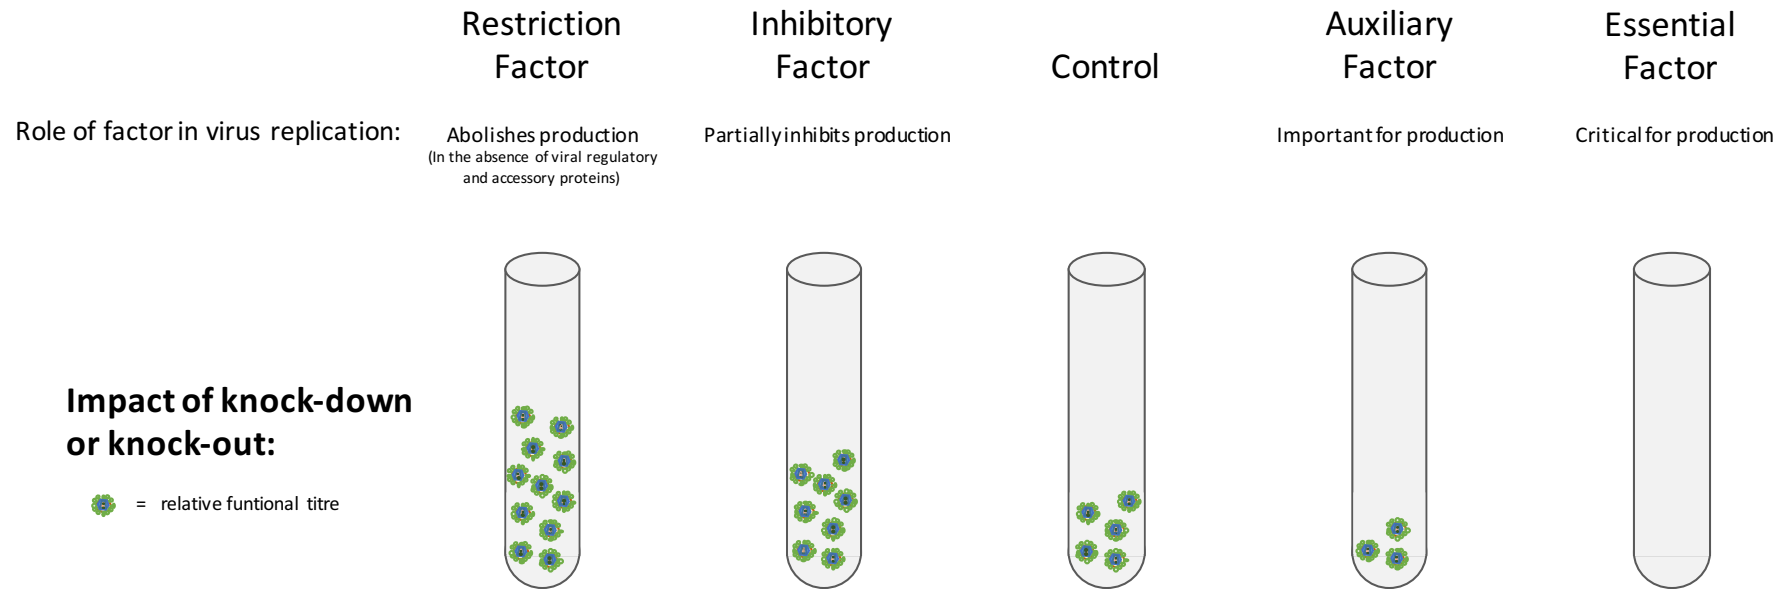 Restriction
Factor
Inhibitory
Factor
Control
Auxiliary
Factor
Essential
Factor
Role of factor in virus replication:
Abolishes production
(In the absence of viral regulatory
and accessory proteins)
Partially inhibits production
Important for production
Critical for production
Impact of knock-down
or knock-out:
= relative funtional titre